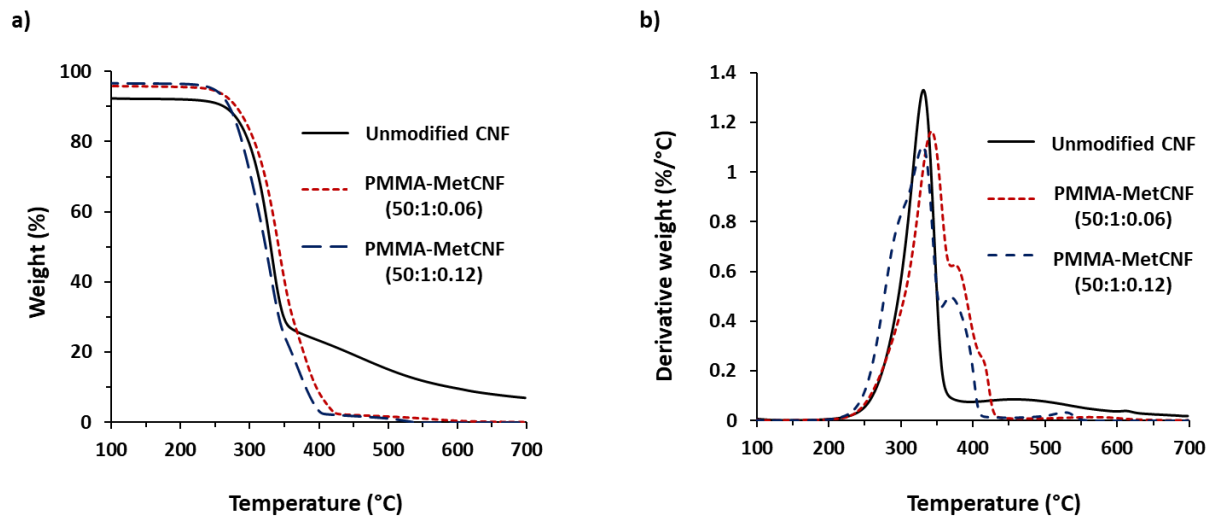 a)
100
80
60
40
20
0
Weight (%)
100 200 300 400 500 600 700
Temperature (°C)
Unmodified CNF
PMMA-MetCNF
(50:1:0.06)
PMMA-MetCNF
(50:1:0.12)
b)
1.4
1.2
1
0.8
0.6
0.4
0.2
0
Derivative weight (%/°C)
100 200 300 400 500 600 700
Temperature (°C)
Unmodified CNF
PMMA-MetCNF
(50:1:0.06)
PMMA-MetCNF
(50:1:0.12)